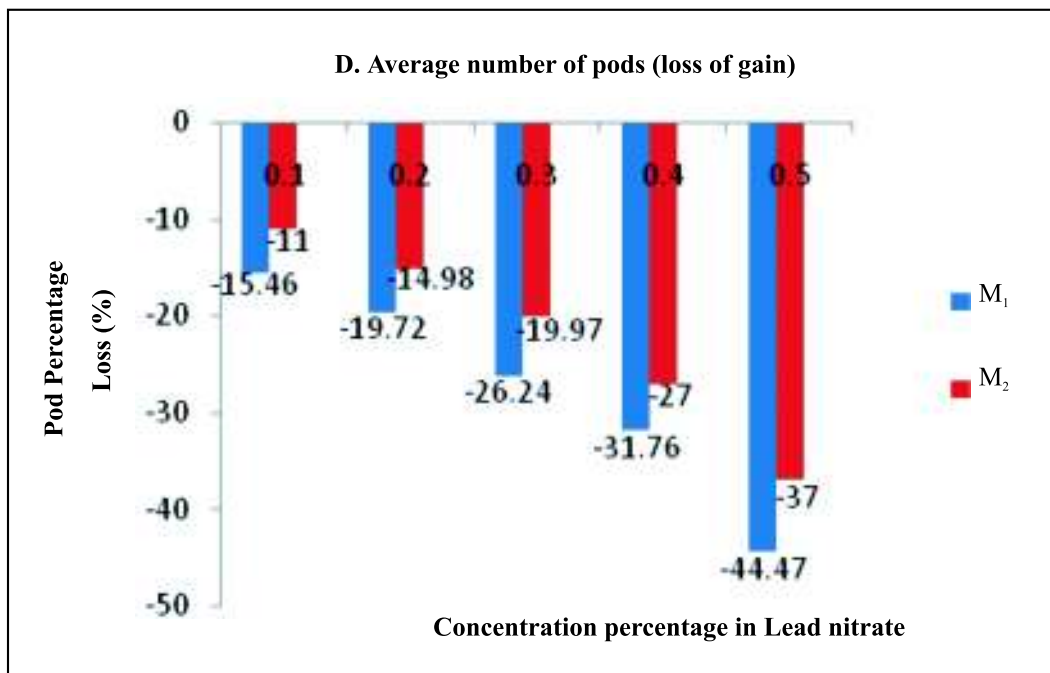 D. Average number of pods (loss of gain)
0
0.1 0.2 0.3 0.4 0.5
-10
-11
-15.46 -14.98
-20
-19.72 -19.97
-26.24 -27
-30
-31.76
-37
-40
-44.47
-50
Pod Percentage
Loss (%)
M₁
M₂
Concentration percentage in Lead nitrate